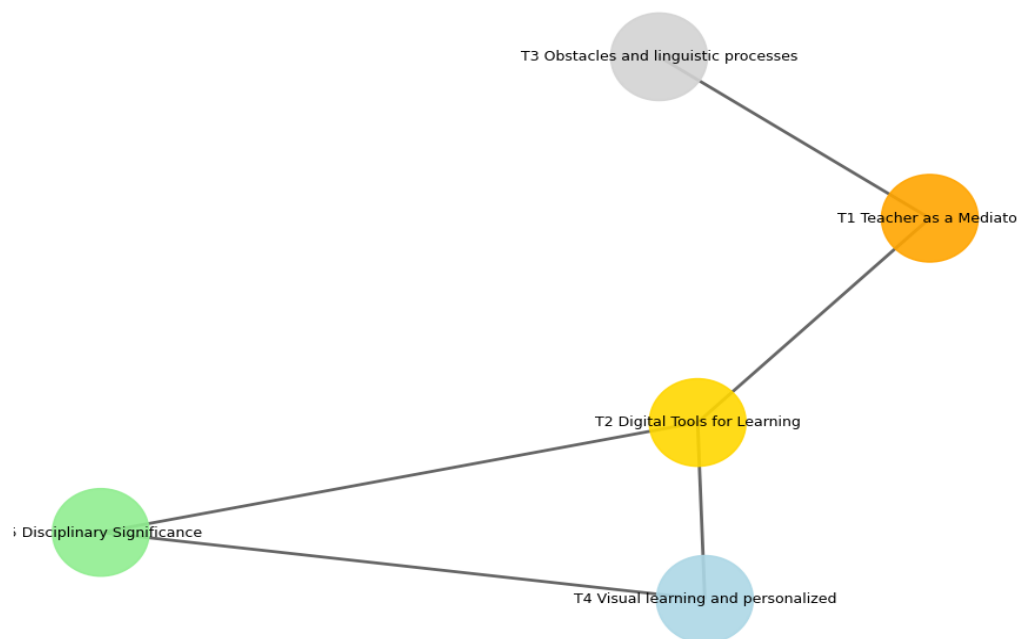 T3 Obstacles and linguistic processes
T1 Teacher as a Mediato
T2 Digital Tools for Learning
Disciplinary Significance
T4 Visual learning and personalized